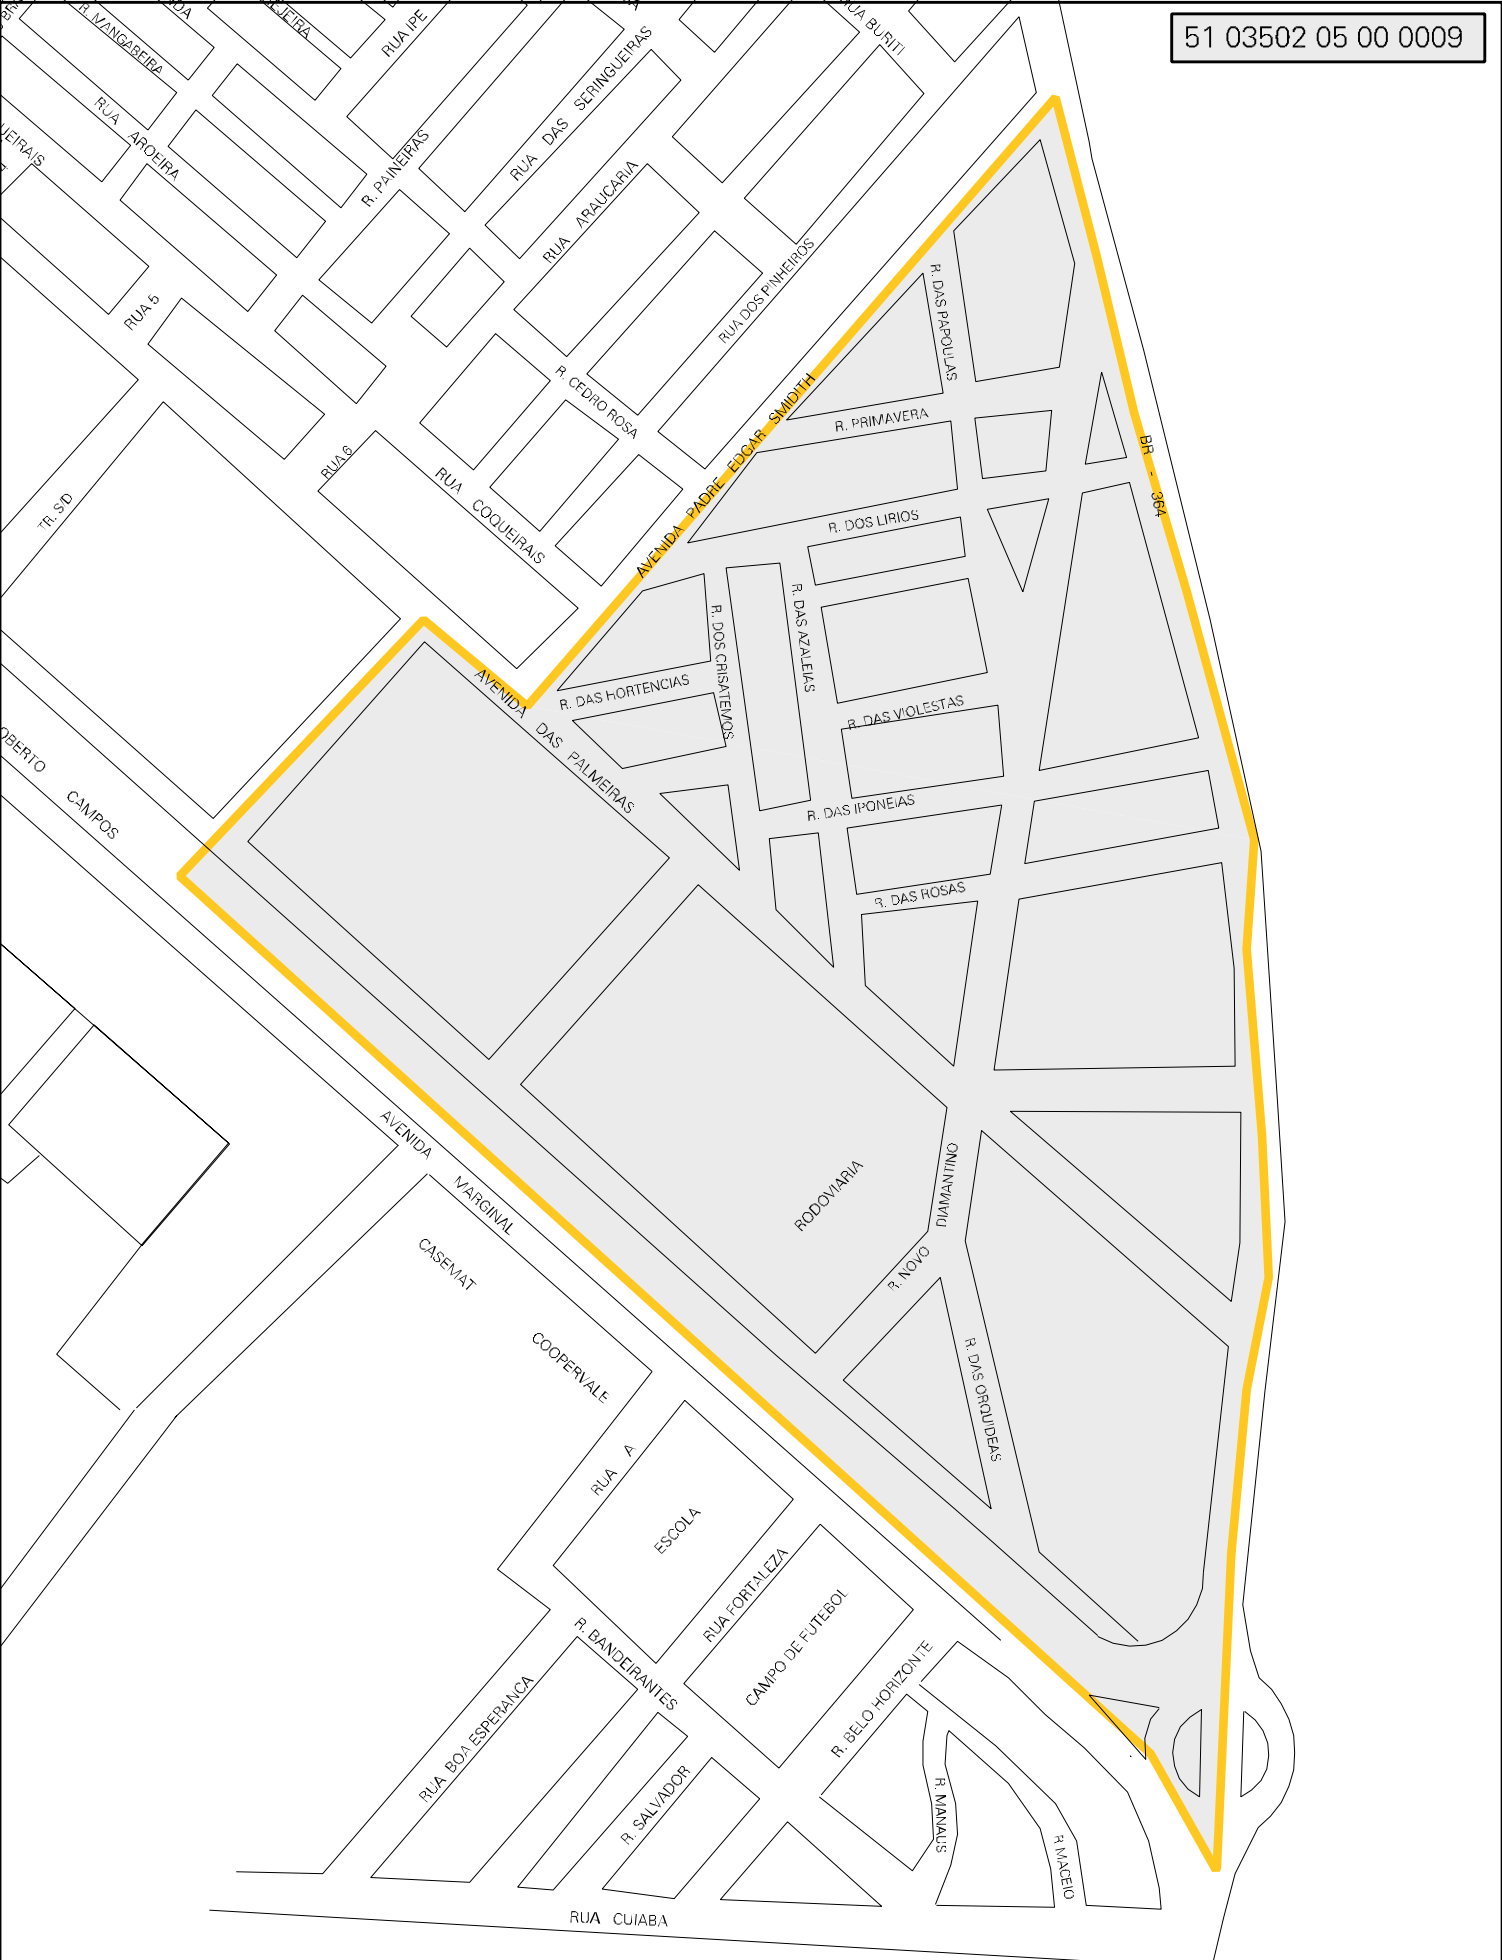 51 03502 05 00 0009
R. MANGABEIRA
RUA IPE
RUA BURITI
RUA AROEIRA
R. PAINEIRAS
RUA DAS SERINGUEIRAS
RUA ARAUCARIA
RUA DOS PINHEIROS
RUA 5
R. CEDRO ROSA
RUA 6
RUA COQUEIRAIS
TR. S/D
AVENIDA PADRE EDGAR SMIDITH
R. DAS PAPOULAS
R. PRIMAVERA
BR - 364
R. DOS LIRIOS
R. DOS CRISATEMOS
R. DAS AZALEIAS
R. DAS HORTENCIAS
R. DAS VIOLESTAS
AVENIDA DAS PALMEIRAS
R. DAS IPONEIAS
R. DAS ROSAS
OBERTO CAMPOS
AVENIDA MARGINAL
RODOVIARIA
R. NOVO DIAMANTINO
CASEMAT
COOPERVALE
R. DAS ORQUIDEAS
RUA A
ESCOLA
RUA FORTALEZA
CAMPO DE FUTEBOL
R. BANDEIRANTES
R. BELO HORIZONTE
RUA BOA ESPERANCA
R. SALVADOR
R. MANAUS
R MACEIO
RUA CUIABA